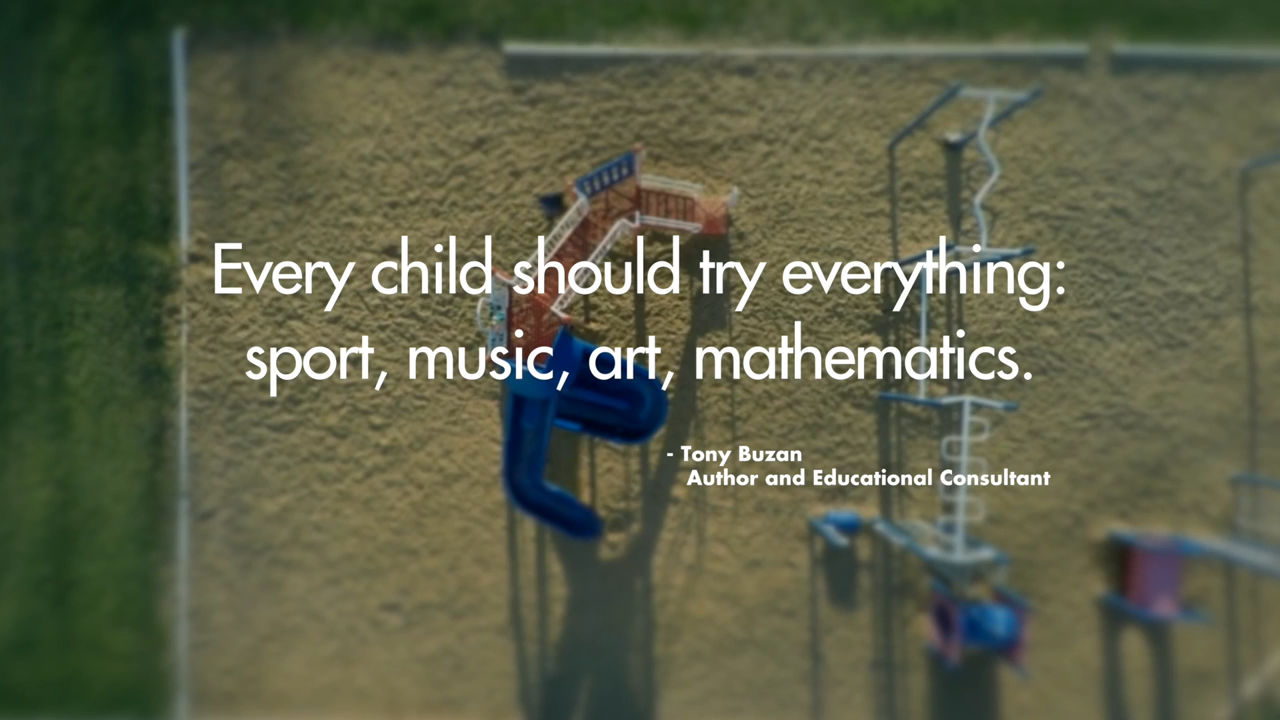 Every child should try everything:
sport, music, art, mathematics.
- Tony Buzan
Author and Educational Consultant